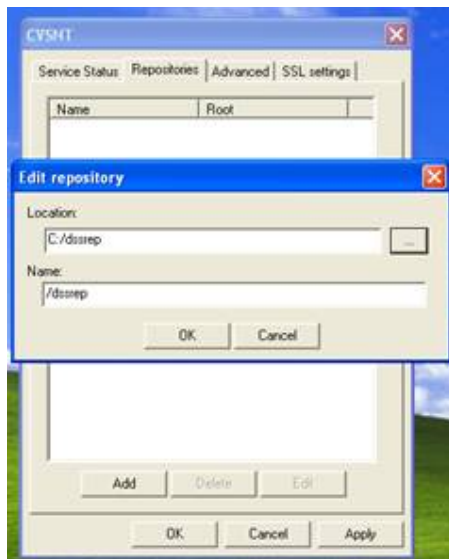 CVSNT
Service Status Repositories Advanced SSL settings
Name Root
Edit repository
Location:
C:/dssrep
...
Name:
/dssrep
OK Cancel
Add Delete Edit
OK Cancel Apply